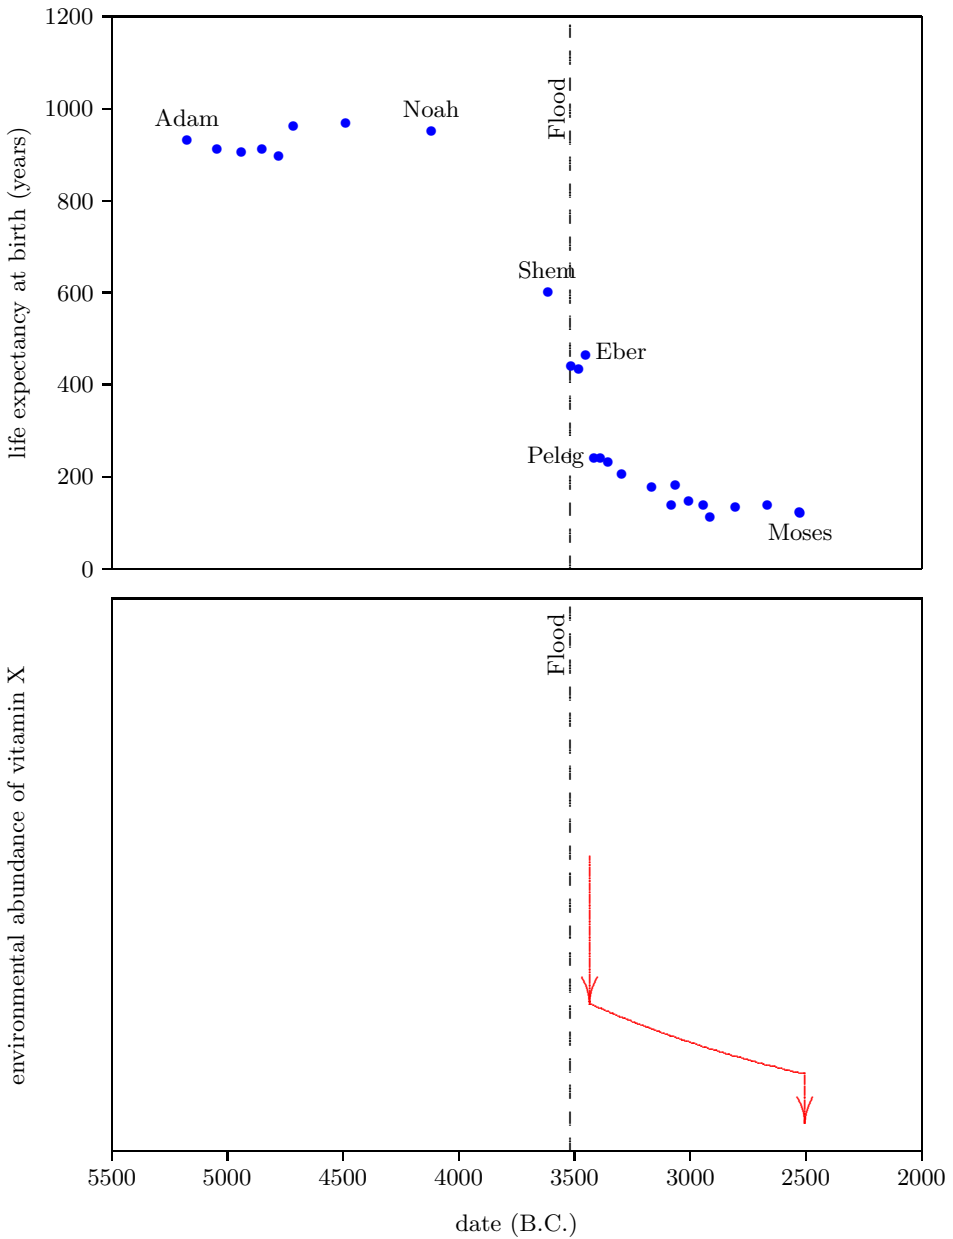 life expectancy at birth (years)
1200
1000
800
600
400
200
0
Adam
Noah
Flood
Shem
Eber
Peleg
Moses
environmental abundance of vitamin X
Flood
5500 5000 4500 4000 3500 3000 2500 2000
date (B.C.)